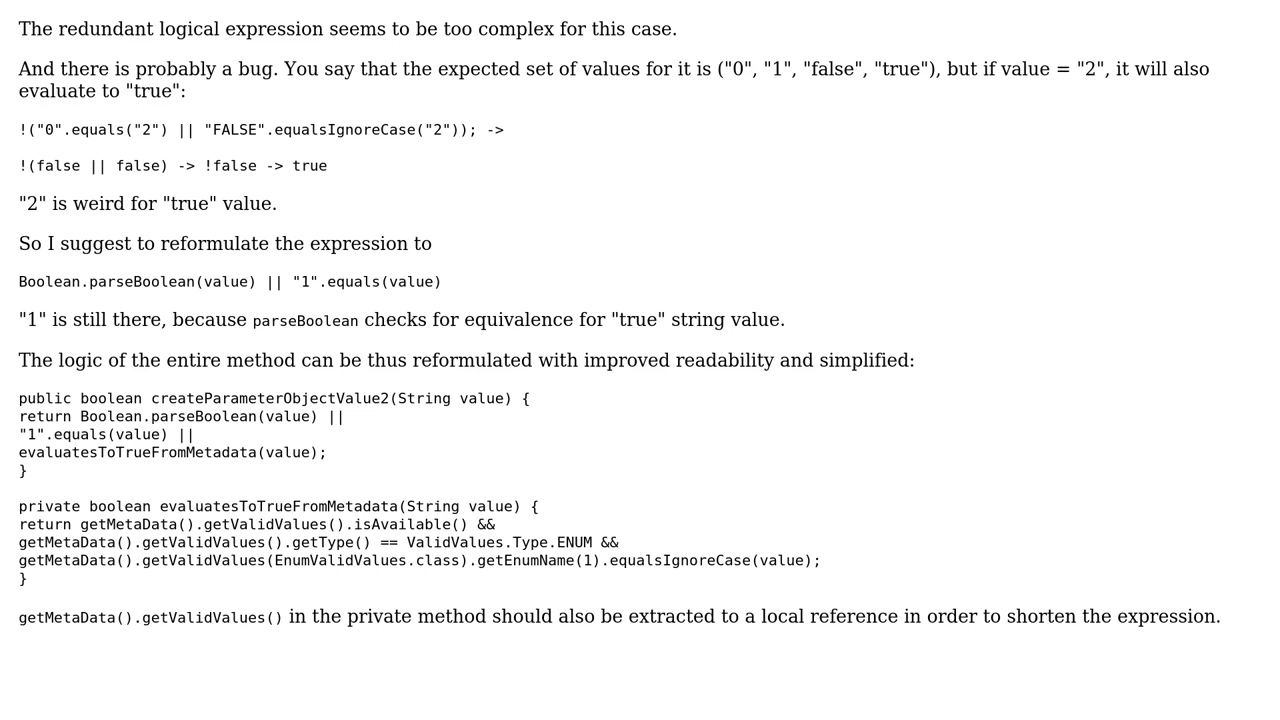 The redundant logical expression seems to be too complex for this case.
And there is probably a bug. You say that the expected set of values for it is ("0", "1", "false", "true"), but if value = "2", it will also
evaluate to "true":
!("0".equals("2") || "FALSE".equalsIgnoreCase("2")); ->
!(false || false) -> !false -> true
"2" is weird for "true" value.
So I suggest to reformulate the expression to
Boolean.parseBoolean(value) || "1".equals(value)
"1" is still there, because parseBoolean checks for equivalence for "true" string value.
The logic of the entire method can be thus reformulated with improved readability and simplified:
public boolean createParameterObjectValue2(String value) {
return Boolean.parseBoolean(value) ||
"1".equals(value) ||
evaluatesToTrueFromMetadata(value);
}
private boolean evaluatesToTrueFromMetadata(String value) {
return getMetaData().getValidValues().isAvailable() &&
getMetaData().getValidValues().getType() == ValidValues.Type.ENUM &&
getMetaData().getValidValues(EnumValidValues.class).getEnumName(1).equalsIgnoreCase(value);
}
getMetaData().getValidValues() in the private method should also be extracted to a local reference in order to shorten the expression.